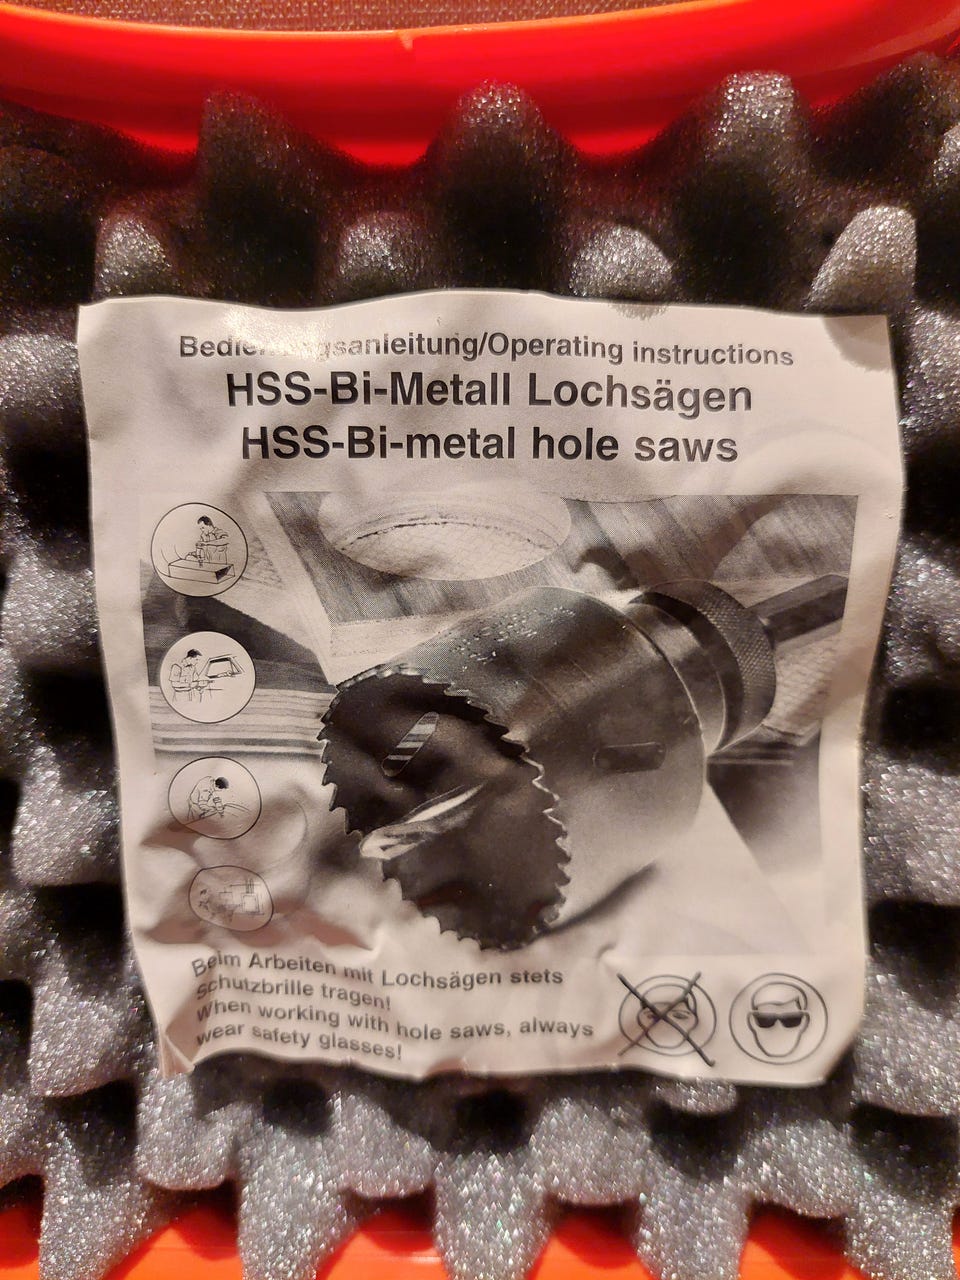 Bedienungsanleitung/Operating instructions
HSS-Bi-Metall Lochsägen
HSS-Bi-metal hole saws
Beim Arbeiten mit Lochsägen stets
Schutzbrille tragen!
When working with hole saws, always
wear safety glasses!